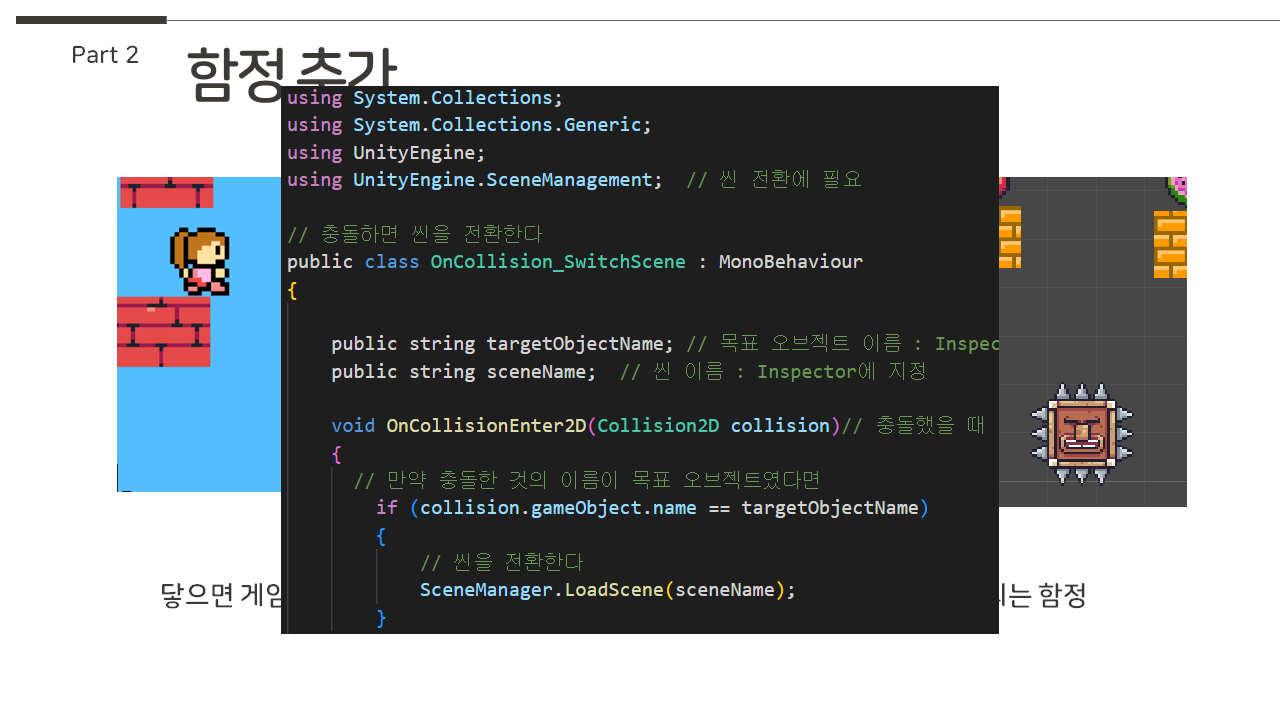 Part 2
함정 추가
using System.Collections;
using System.Collections.Generic;
using UnityEngine;
using UnityEngine.SceneManagement;  // 씬 전환에 필요
// 충돌하면 씬을 전환한다
public class OnCollision_SwitchScene : MonoBehaviour
{
public string targetObjectName; // 목표 오브젝트 이름 : Inspec
public string sceneName;  // 씬 이름 : Inspector에 지정
void OnCollisionEnter2D(Collision2D collision)// 충돌했을 때
{
// 만약 충돌한 것의 이름이 목표 오브젝트였다면
if (collision.gameObject.name == targetObjectName)
{
// 씬을 전환한다
SceneManager.LoadScene(sceneName);
}
닿으면 게임
는 함정